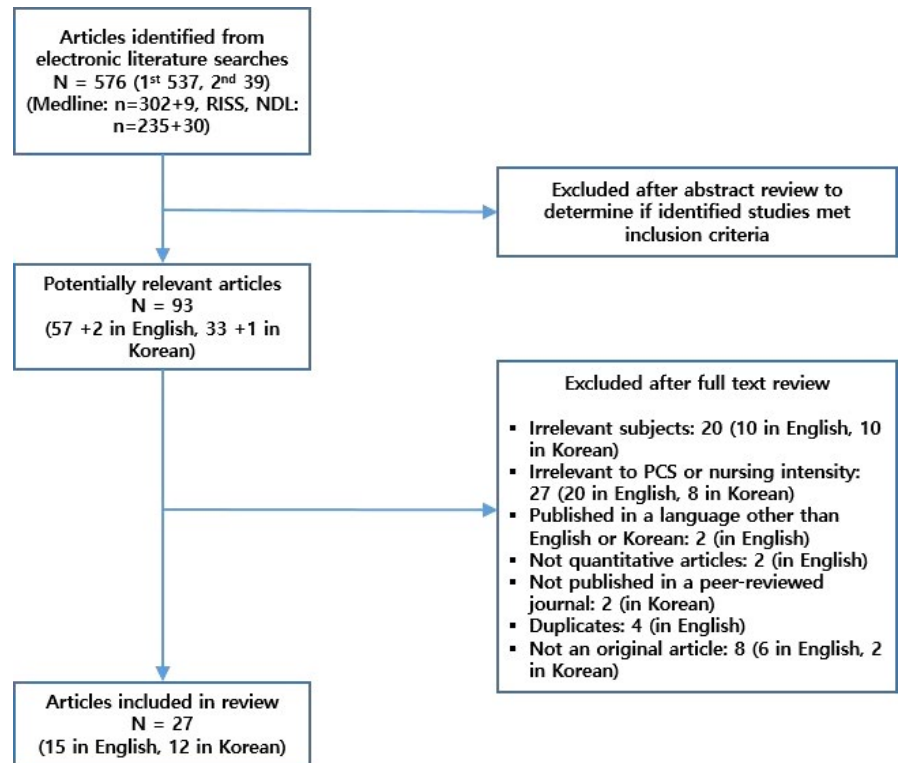 Articles identified from
electronic literature searches
N = 576 (1st 537, 2nd 39)
(Medline: n=302+9, RISS, NDL:
n=235+30)
Excluded after abstract review to
determine if identified studies met
inclusion criteria
Potentially relevant articles
N = 93
(57 +2 in English, 33 +1 in
Korean)
Excluded after full text review
▪ Irrelevant subjects: 20 (10 in English, 10
in Korean)
▪ Irrelevant to PCS or nursing intensity:
27 (20 in English, 8 in Korean)
▪ Published in a language other than
English or Korean: 2 (in English)
▪ Not quantitative articles: 2 (in English)
▪ Not published in a peer-reviewed
journal: 2 (in Korean)
▪ Duplicates: 4 (in English)
▪ Not an original article: 8 (6 in English, 2
in Korean)
Articles included in review
N = 27
(15 in English, 12 in Korean)